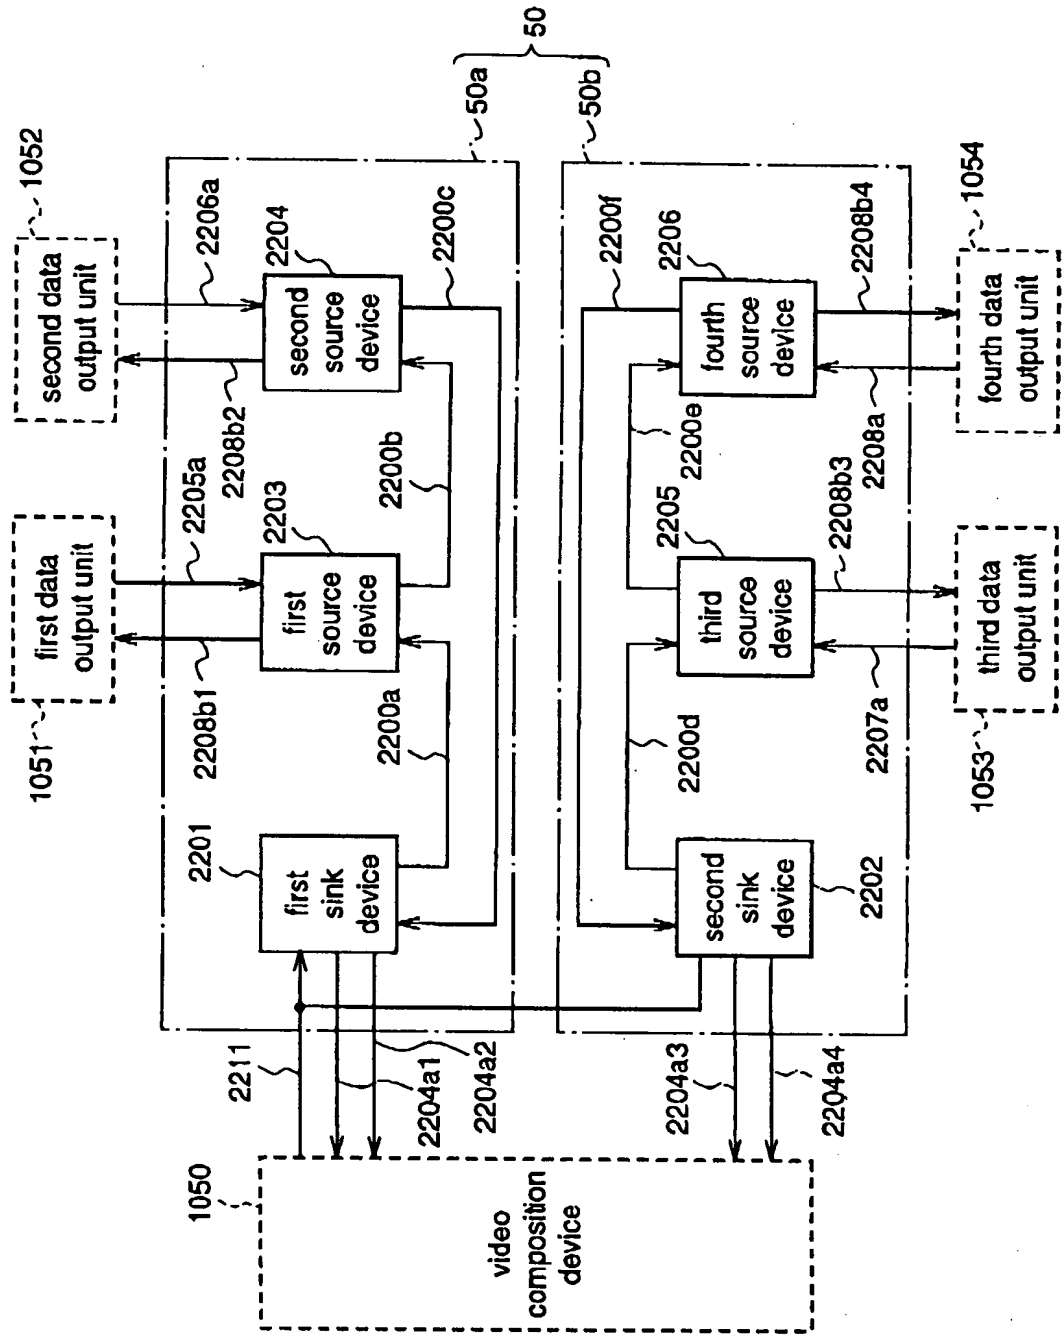 1051
first data
output unit
second data
output unit
1052
2208b1
2205a
2208b2
2206a
50a
50
50b
2201
first
sink
device
2203
first
source
device
2204
second
source
device
2200a
2200b
2200c
2211
2204a1
2204a2
1050
video
composition
device
2204a3
2204a4
second
sink
device
2202
2200d
2205
third
source
device
2200e
2200f
2206
fourth
source
device
2207a
2208b3
2208a
2208b4
1053
third data
output unit
fourth data
output unit
1054